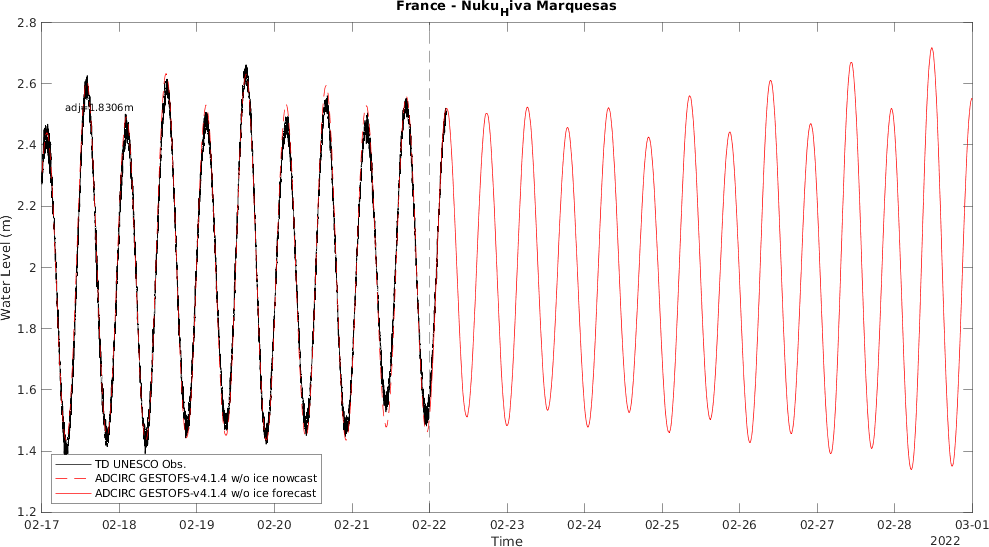 France - Nuku_Hiva Marquesas
2.8
2.6
2.4
2.2
2
1.8
1.6
1.4
1.2
Water Level (m)
adj=1.8306m
TD UNESCO Obs.
ADCIRC GESTOFS-v4.1.4 w/o ice nowcast
ADCIRC GESTOFS-v4.1.4 w/o ice forecast
02-17 02-18 02-19 02-20 02-21 02-22 02-23 02-24 02-25 02-26 02-27 02-28 03-01
Time
2022